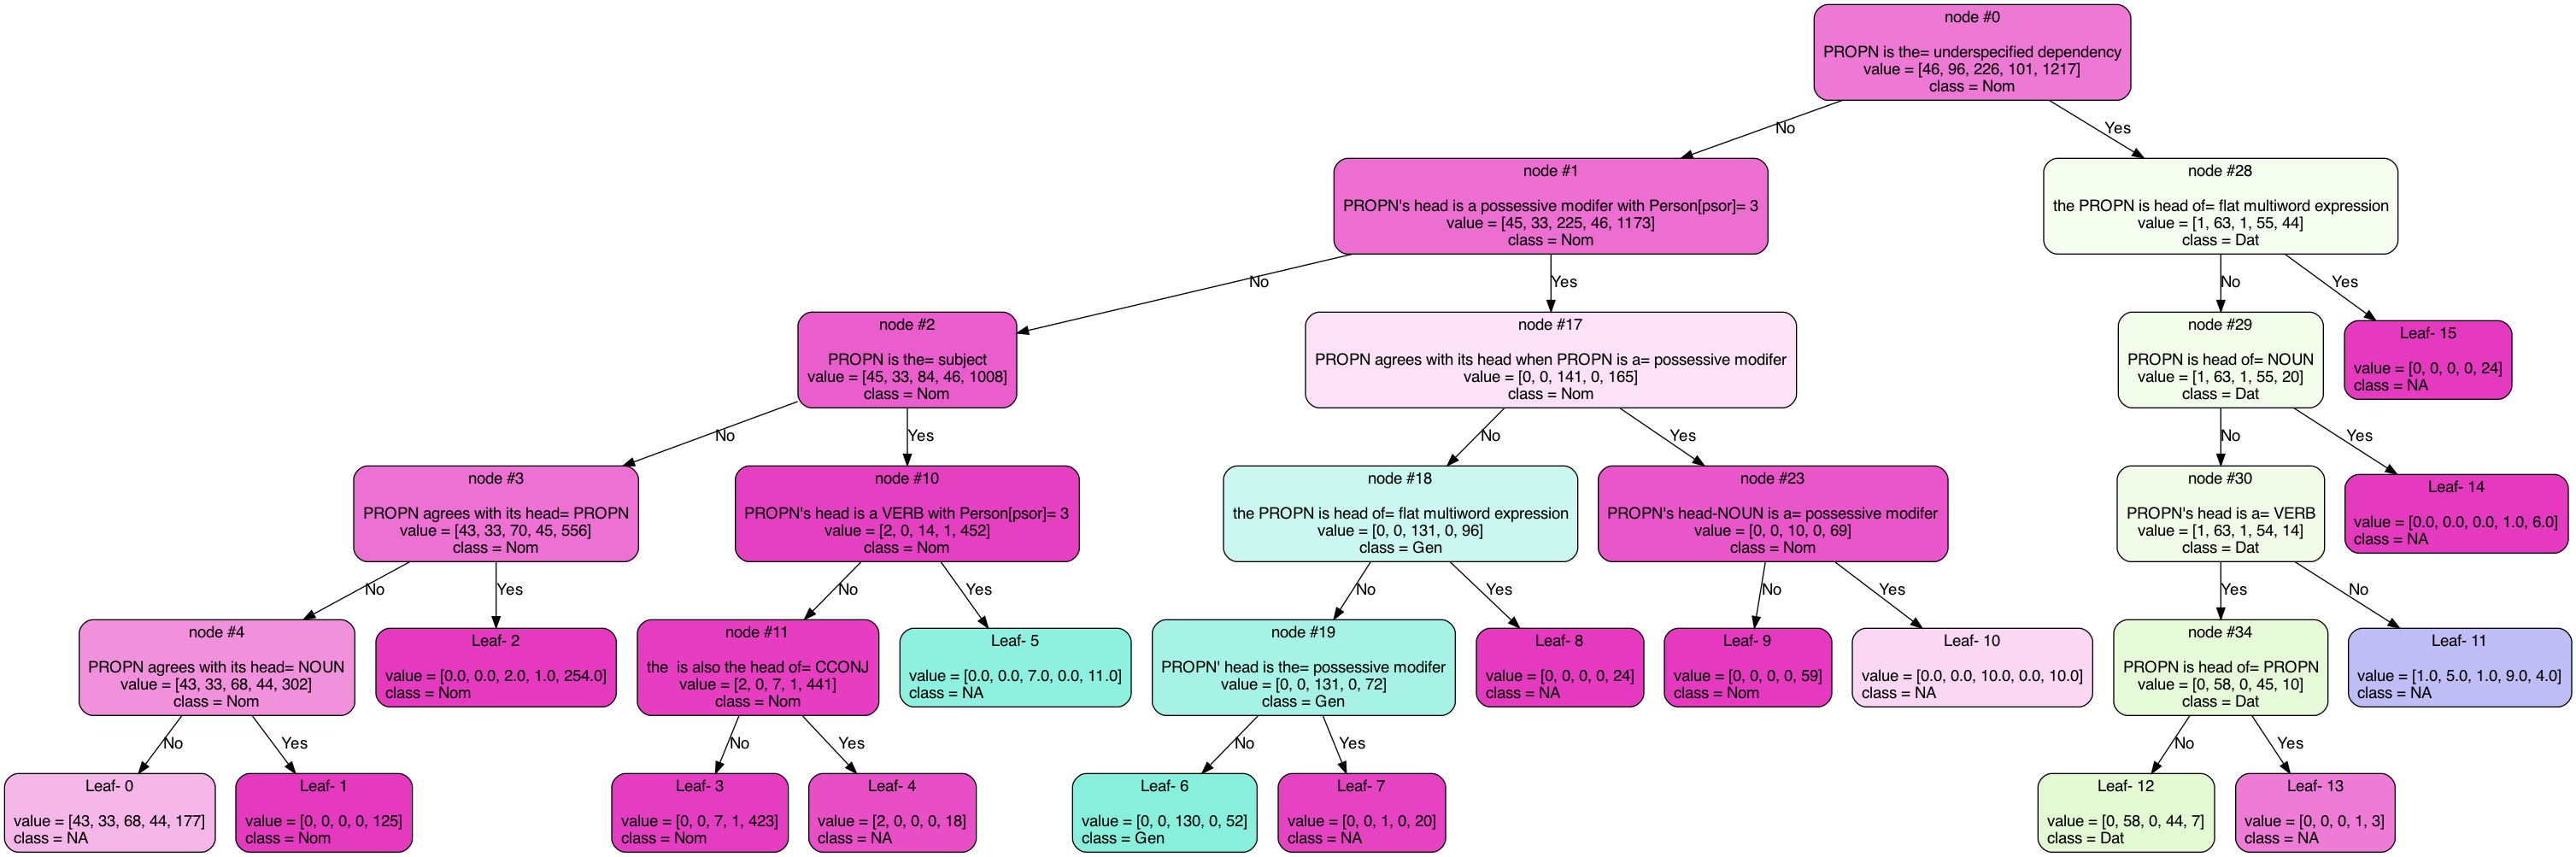 node #0
PROPN is the= underspecified dependency
value = [46, 96, 226, 101, 1217]
class = Nom
No
Yes
node #1
PROPN's head is a possessive modifer with Person[psor]= 3
value = [45, 33, 225, 46, 1173]
class = Nom
node #28
the PROPN is head of= flat multiword expression
value = [1, 63, 1, 55, 44]
class = Dat
No
Yes
No
Yes
node #2
PROPN is the= subject
value = [45, 33, 84, 46, 1008]
class = Nom
node #17
PROPN agrees with its head when PROPN is a= possessive modifer
value = [0, 0, 141, 0, 165]
class = Nom
node #29
PROPN is head of= NOUN
value = [1, 63, 1, 55, 20]
class = Dat
Leaf- 15
value = [0, 0, 0, 0, 24]
class = NA
No
Yes
No
Yes
No
Yes
node #3
PROPN agrees with its head= PROPN
value = [43, 33, 70, 45, 556]
class = Nom
node #10
PROPN's head is a VERB with Person[psor]= 3
value = [2, 0, 14, 1, 452]
class = Nom
node #18
the PROPN is head of= flat multiword expression
value = [0, 0, 131, 0, 96]
class = Gen
node #23
PROPN's head-NOUN is a= possessive modifer
value = [0, 0, 10, 0, 69]
class = Nom
node #30
PROPN's head is a= VERB
value = [1, 63, 1, 54, 14]
class = Dat
Leaf- 14
value = [0.0, 0.0, 0.0, 1.0, 6.0]
class = NA
No
Yes
No
Yes
No
Yes
No
Yes
Yes
No
node #4
PROPN agrees with its head= NOUN
value = [43, 33, 68, 44, 302]
class = Nom
Leaf- 2
value = [0.0, 0.0, 2.0, 1.0, 254.0]
class = Nom
node #11
the  is also the head of= CCONJ
value = [2, 0, 7, 1, 441]
class = Nom
Leaf- 5
value = [0.0, 0.0, 7.0, 0.0, 11.0]
class = NA
node #19
PROPN' head is the= possessive modifer
value = [0, 0, 131, 0, 72]
class = Gen
Leaf- 8
value = [0, 0, 0, 0, 24]
class = NA
Leaf- 9
value = [0, 0, 0, 0, 59]
class = Nom
Leaf- 10
value = [0.0, 0.0, 10.0, 0.0, 10.0]
class = NA
node #34
PROPN is head of= PROPN
value = [0, 58, 0, 45, 10]
class = Dat
Leaf- 11
value = [1.0, 5.0, 1.0, 9.0, 4.0]
class = NA
No
Yes
No
Yes
No
Yes
No
Yes
Leaf- 0
value = [43, 33, 68, 44, 177]
class = NA
Leaf- 1
value = [0, 0, 0, 0, 125]
class = Nom
Leaf- 3
value = [0, 0, 7, 1, 423]
class = Nom
Leaf- 4
value = [2, 0, 0, 0, 18]
class = NA
Leaf- 6
value = [0, 0, 130, 0, 52]
class = Gen
Leaf- 7
value = [0, 0, 1, 0, 20]
class = NA
Leaf- 12
value = [0, 58, 0, 44, 7]
class = Dat
Leaf- 13
value = [0, 0, 0, 1, 3]
class = NA